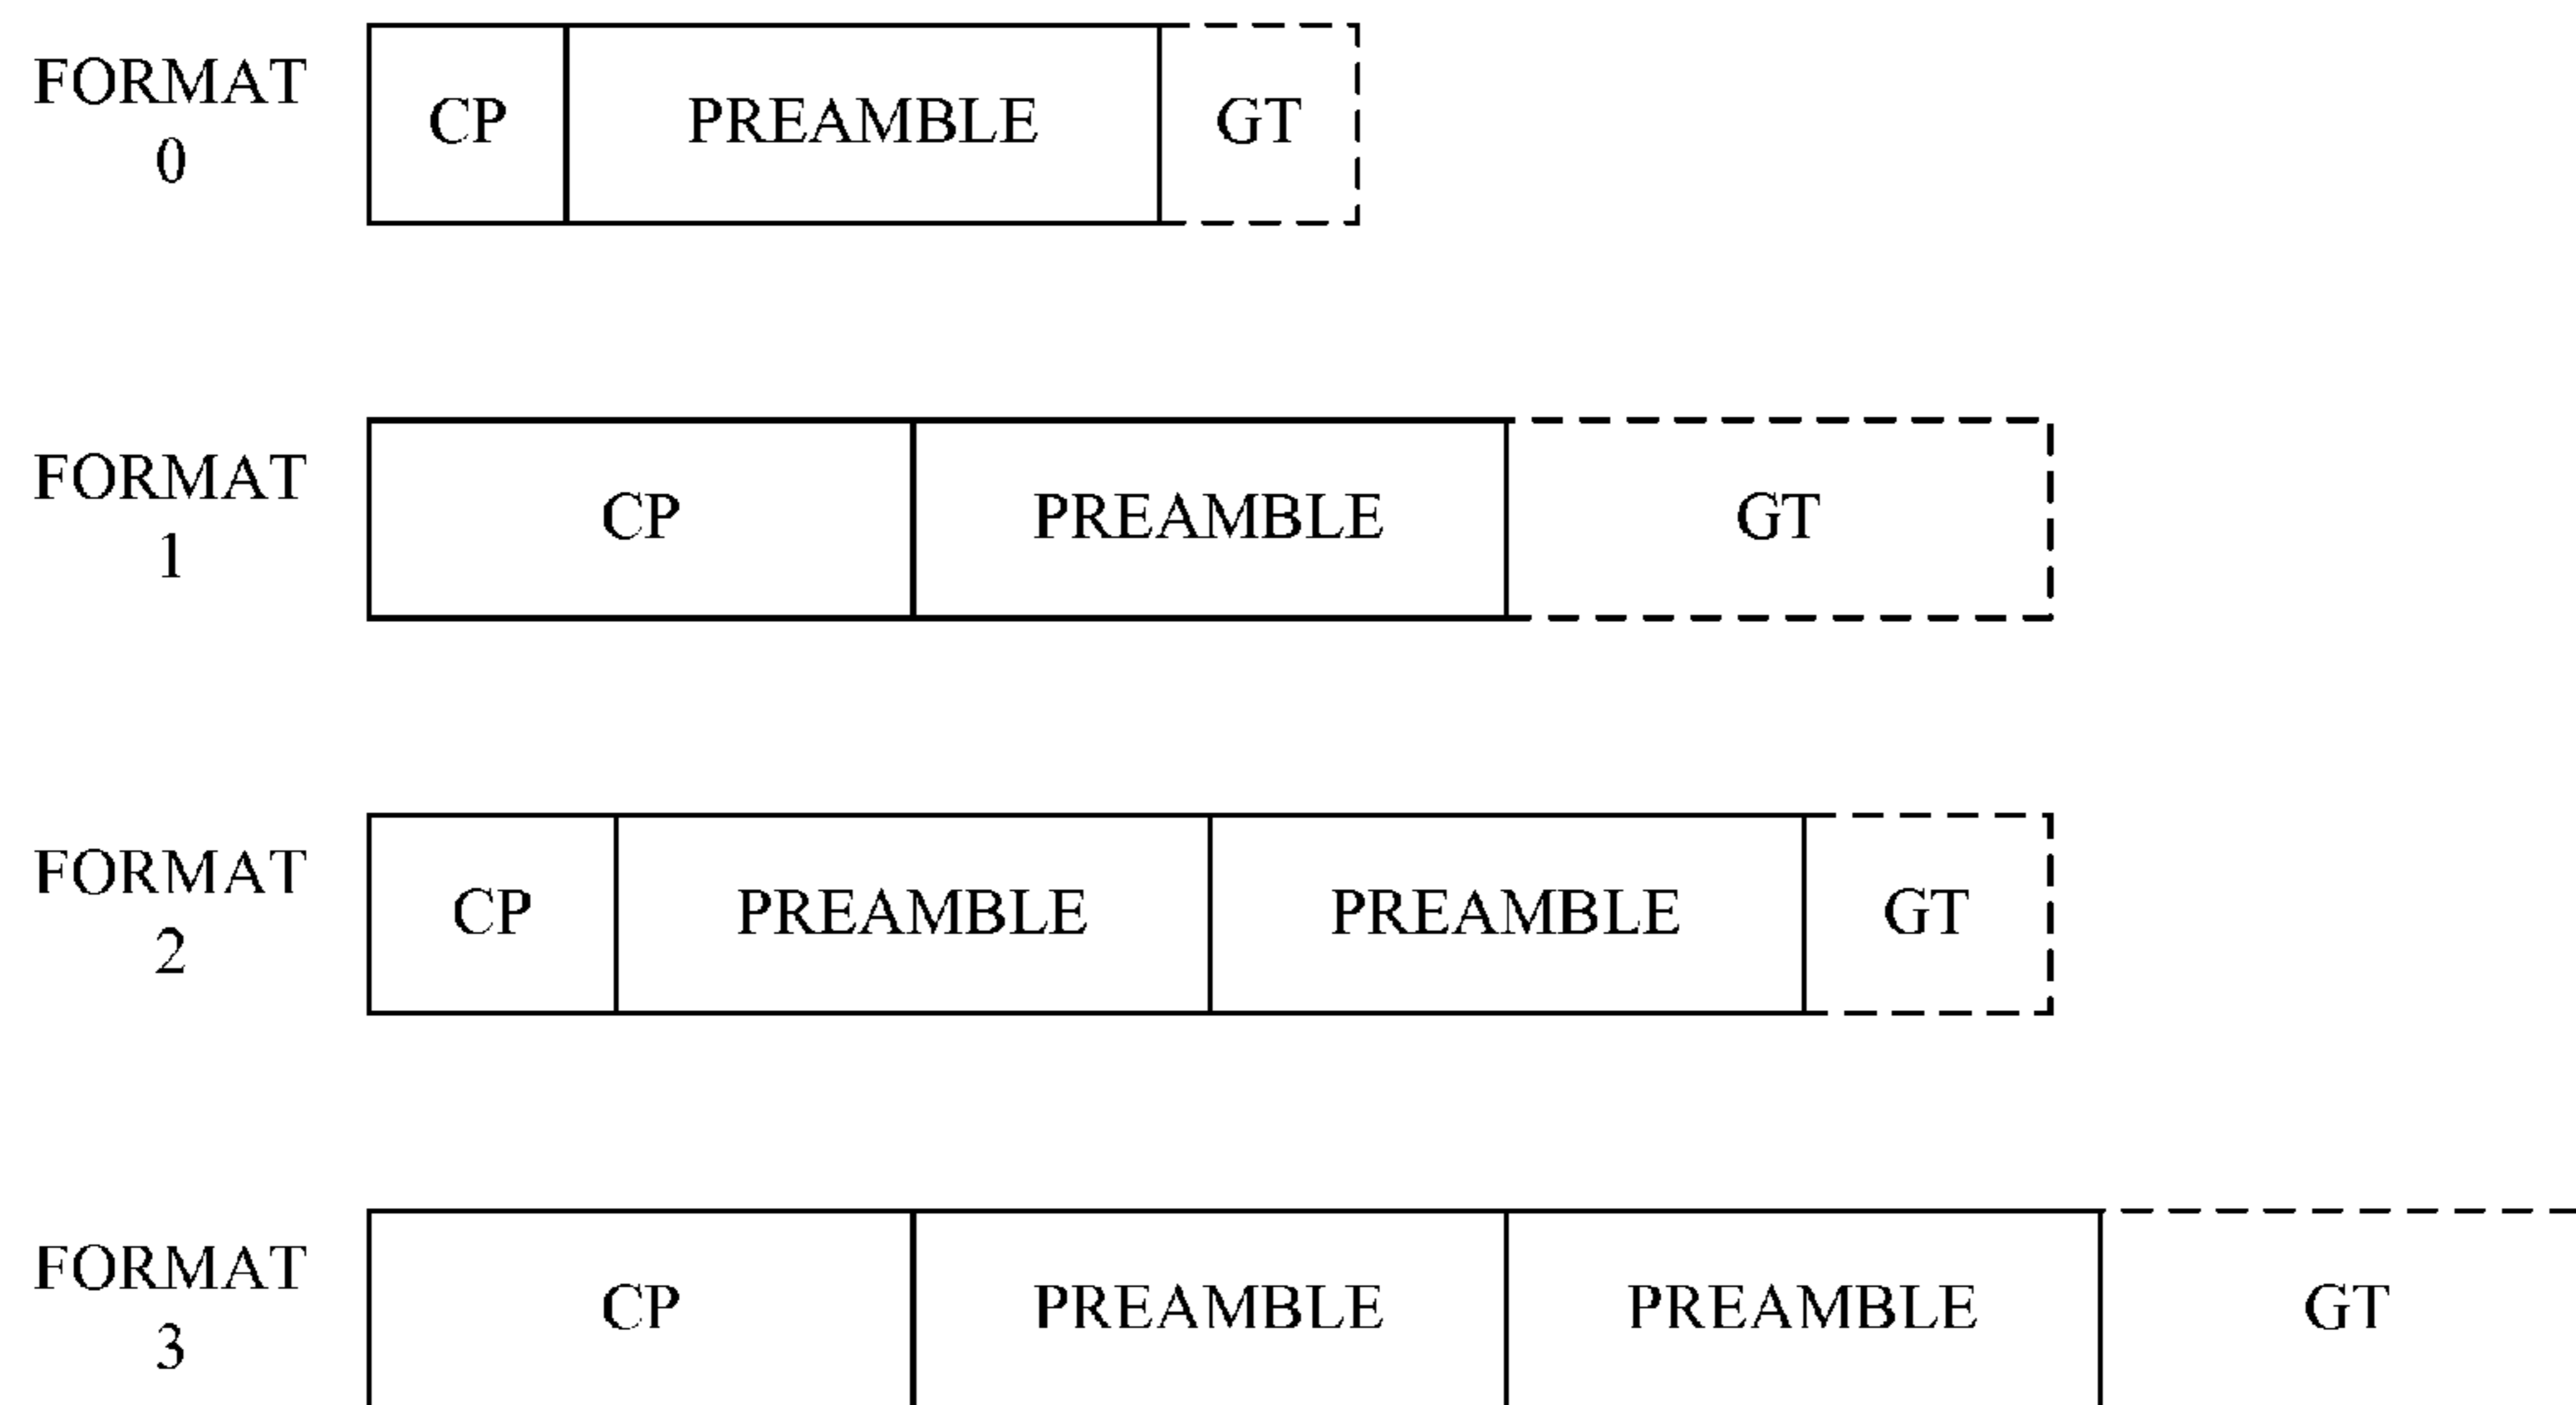 FORMAT
0
CP PREAMBLE GT
FORMAT
1
CP PREAMBLE GT
FORMAT
2
CP PREAMBLE PREAMBLE GT
FORMAT
3
CP PREAMBLE PREAMBLE GT